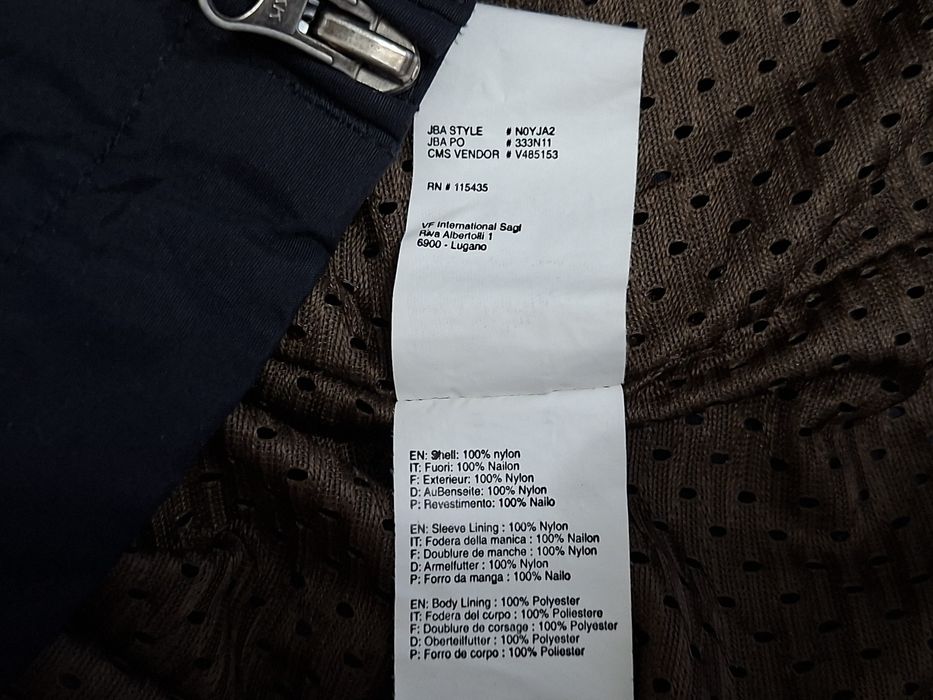 JBA STYLE # N0YJA2
JBA PO # 333N11
CMS VENDOR # V485153
RN # 115435
VF International Sagl
Riva Albertolli 1
6900 - Lugano
EN: Shell: 100% nylon
IT: Fuori: 100% Nailon
F: Exterieur: 100% Nylon
D: AuBenseite: 100% Nylon
P: Revestimento: 100% Nailo
EN: Sleeve Lining : 100% Nylon
IT: Fodera della manica : 100% Nailon
F: Doublure de manche : 100% Nylon
D: Armelfutter : 100% Nylon
P: Forro da manga : 100% Nailo
EN: Body Lining : 100% Polyester
IT: Fodera del corpo : 100% Poliestere
F: Doublure de corsage : 100% Polyester
D: Oberteilfutter : 100% Polyester
P: Forro de corpo : 100% Poliester